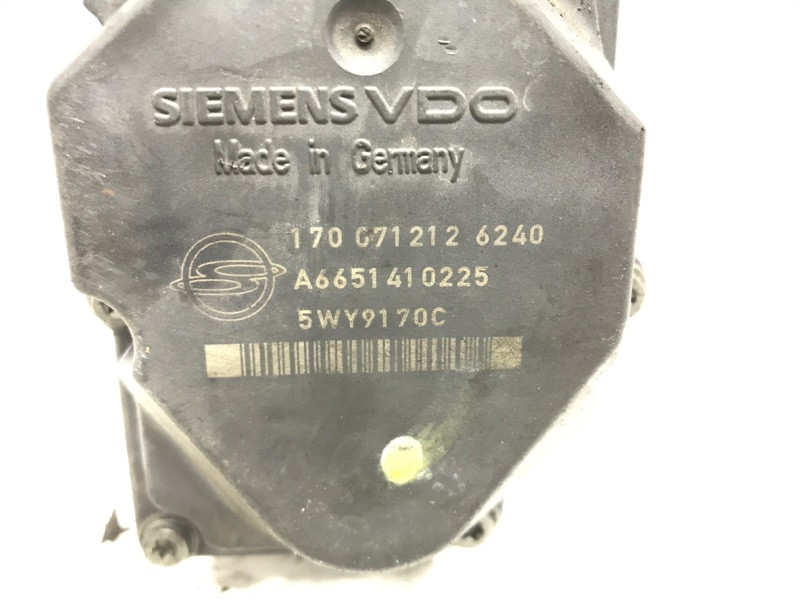 SIEMENS VDO
Made in Germany
170 071212 6240
A6651410225
5WY9170C